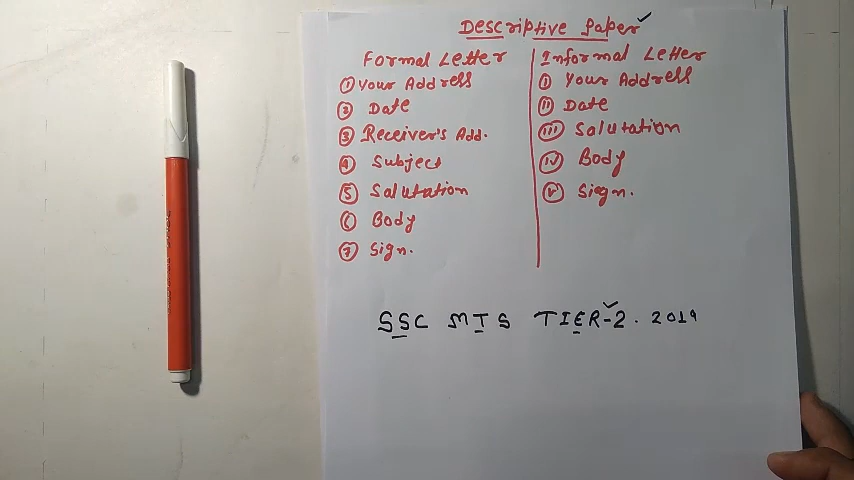 Descriptive Paper
Formal Letter
① Your Address
② Date
③ Receiver's Add.
④ Subject
⑤ Salutation
⑥ Body
⑦ Sign.
Informal Letter
Ⓘ Your Address
ⓘⓘ Date
ⓘⓘⓘ Salutation
ⓘⓥ Body
ⓥ Sign.
SSC MTS TIER-2. 2019